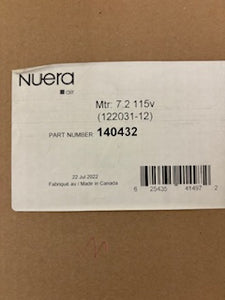 Nuera
air
Mtr: 7.2 115v
(122031-12)
PART NUMBER: 140432
22 Jul 2022
Fabriqué au / Made in Canada
6 25435 41497 2